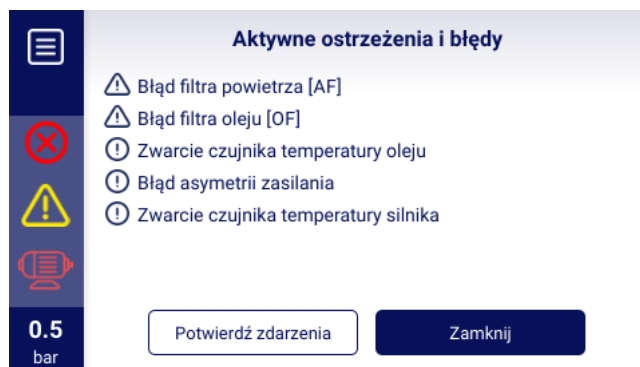 Aktywne ostrzeżenia i błędy
Błąd filtra powietrza [AF]
Błąd filtra oleju [OF]
Zwarcie czujnika temperatury oleju
Błąd asymetrii zasilania
Zwarcie czujnika temperatury silnika
0.5
bar
Potwierdź zdarzenia
Zamknij